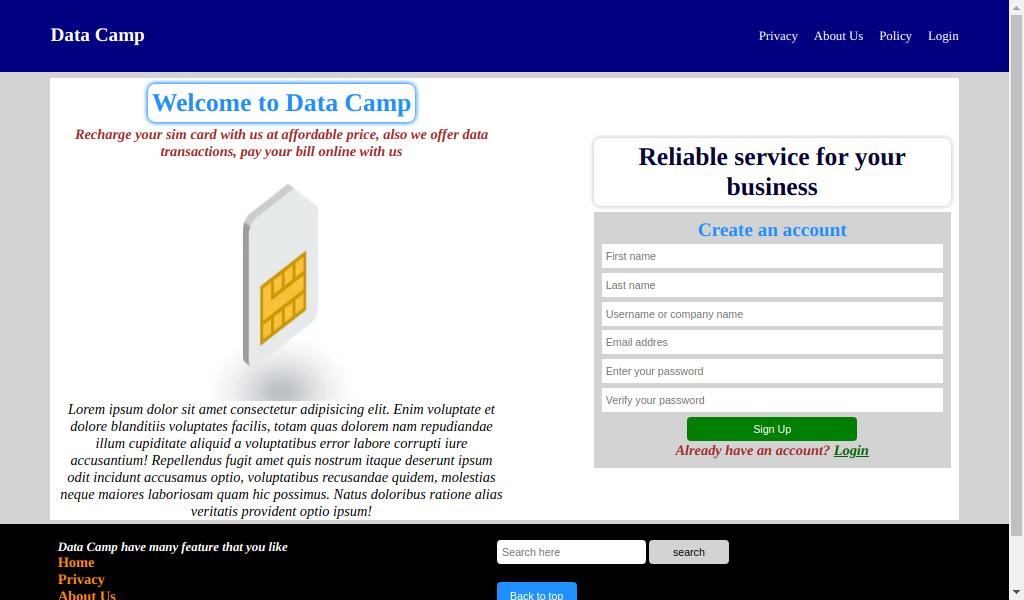 Data Camp
Privacy About Us Policy Login
Welcome to Data Camp
Recharge your sim card with us at affordable price, also we offer data
transactions, pay your bill online with us
Lorem ipsum dolor sit amet consectetur adipisicing elit. Enim voluptate et
dolore blanditiis voluptates facilis, totam quas dolorem nam repudiandae
illum cupiditate aliquid a voluptatibus error labore corrupti iure
accusantium! Repellendus fugit amet quis nostrum itaque deserunt ipsum
odit incidunt accusamus optio, voluptatibus recusandae quidem, molestias
neque maiores laboriosam quam hic possimus. Natus doloribus ratione alias
veritatis provident optio ipsum!
Reliable service for your
business
Create an account
First name
Last name
Username or company name
Email addres
Enter your password
Verify your password
Sign Up
Already have an account? Login
Data Camp have many feature that you like
Home
Privacy
About Us
Search here search
Back to top